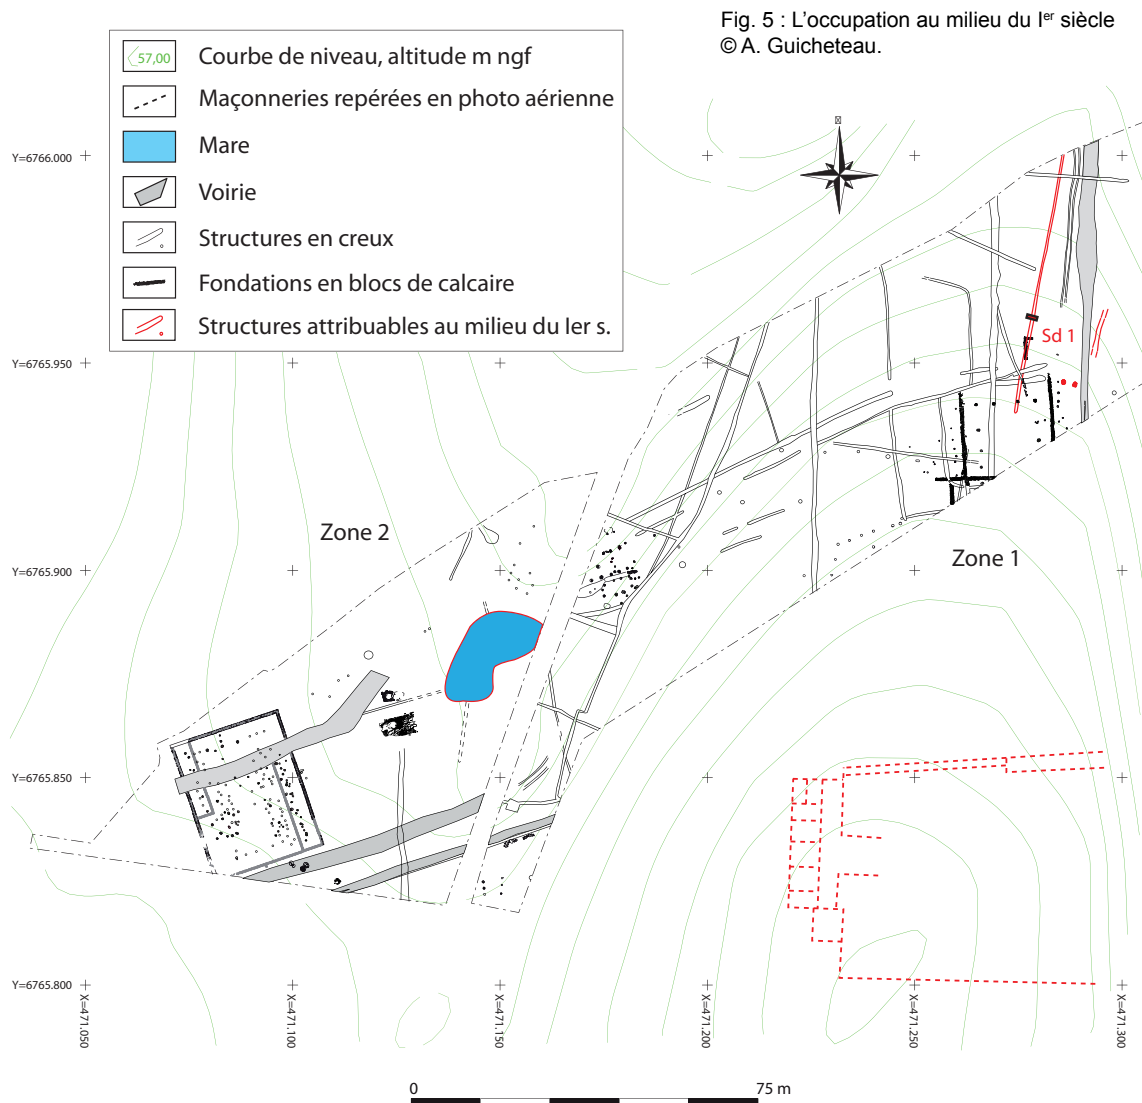 Fig. 5 : L'occupation au milieu du Ier siècle
© A. Guicheteau.
57,00
Courbe de niveau, altitude m ngf
Maçonneries repérées en photo aérienne
Mare
Voirie
Structures en creux
Fondations en blocs de calcaire
Structures attribuables au milieu du Ier s.
Y=6766.000
Y=6765.950
Y=6765.900
Y=6765.850
Y=6765.800
Sd 1
Zone 2
Zone 1
X=471.050
X=471.100
X=471.150
X=471.200
X=471.250
X=471.300
0
75 m